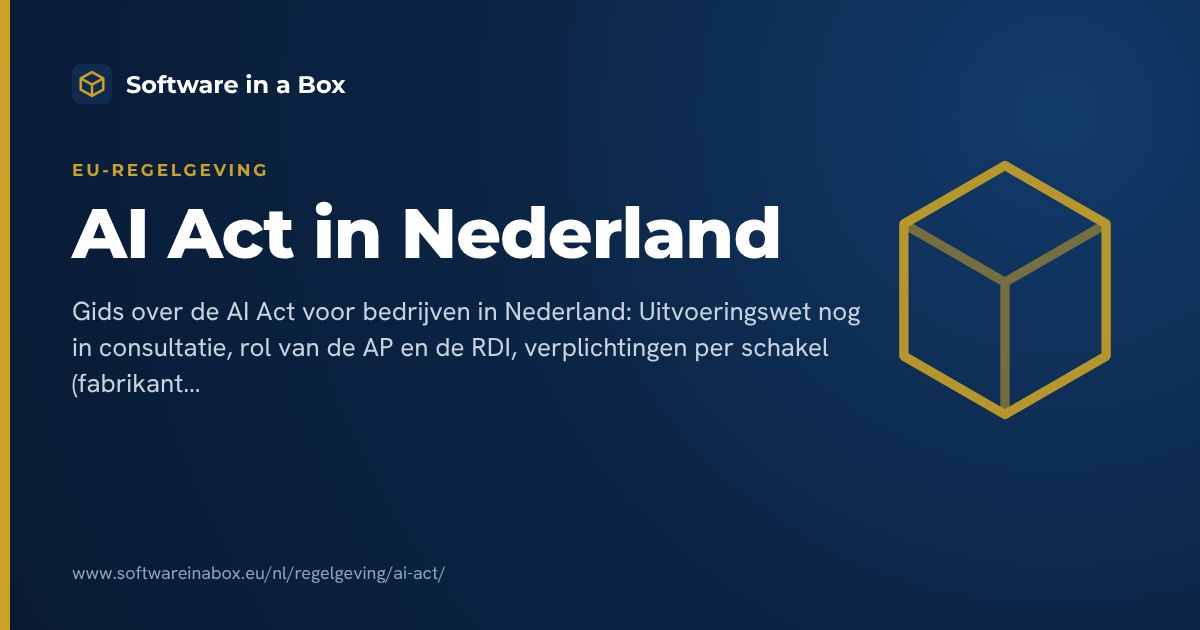 Software in a Box
EU-REGELGEVING
AI Act in Nederland
Gids over de AI Act voor bedrijven in Nederland: Uitvoeringswet nog
in consultatie, rol van de AP en de RDI, verplichtingen per schakel
(fabrikant...
www.softwareinabox.eu/nl/regelgeving/ai-act/